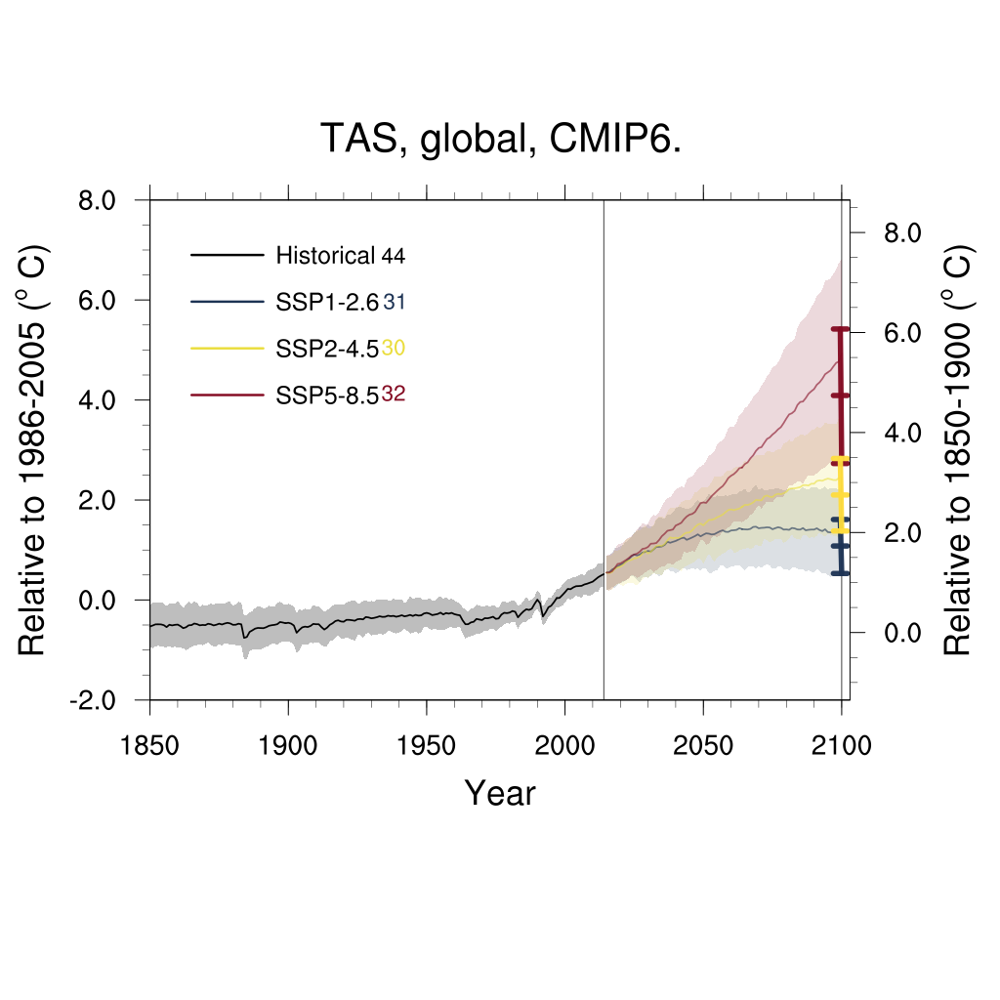 TAS, global, CMIP6.
Relative to 1986-2005 (° C)
8.0
6.0
4.0
2.0
0.0
-2.0
Historical 44
SSP1-2.6 31
SSP2-4.5 30
SSP5-8.5 32
8.0
6.0
4.0
2.0
0.0
Relative to 1850-1900 (° C)
1850 1900 1950 2000 2050 2100
Year